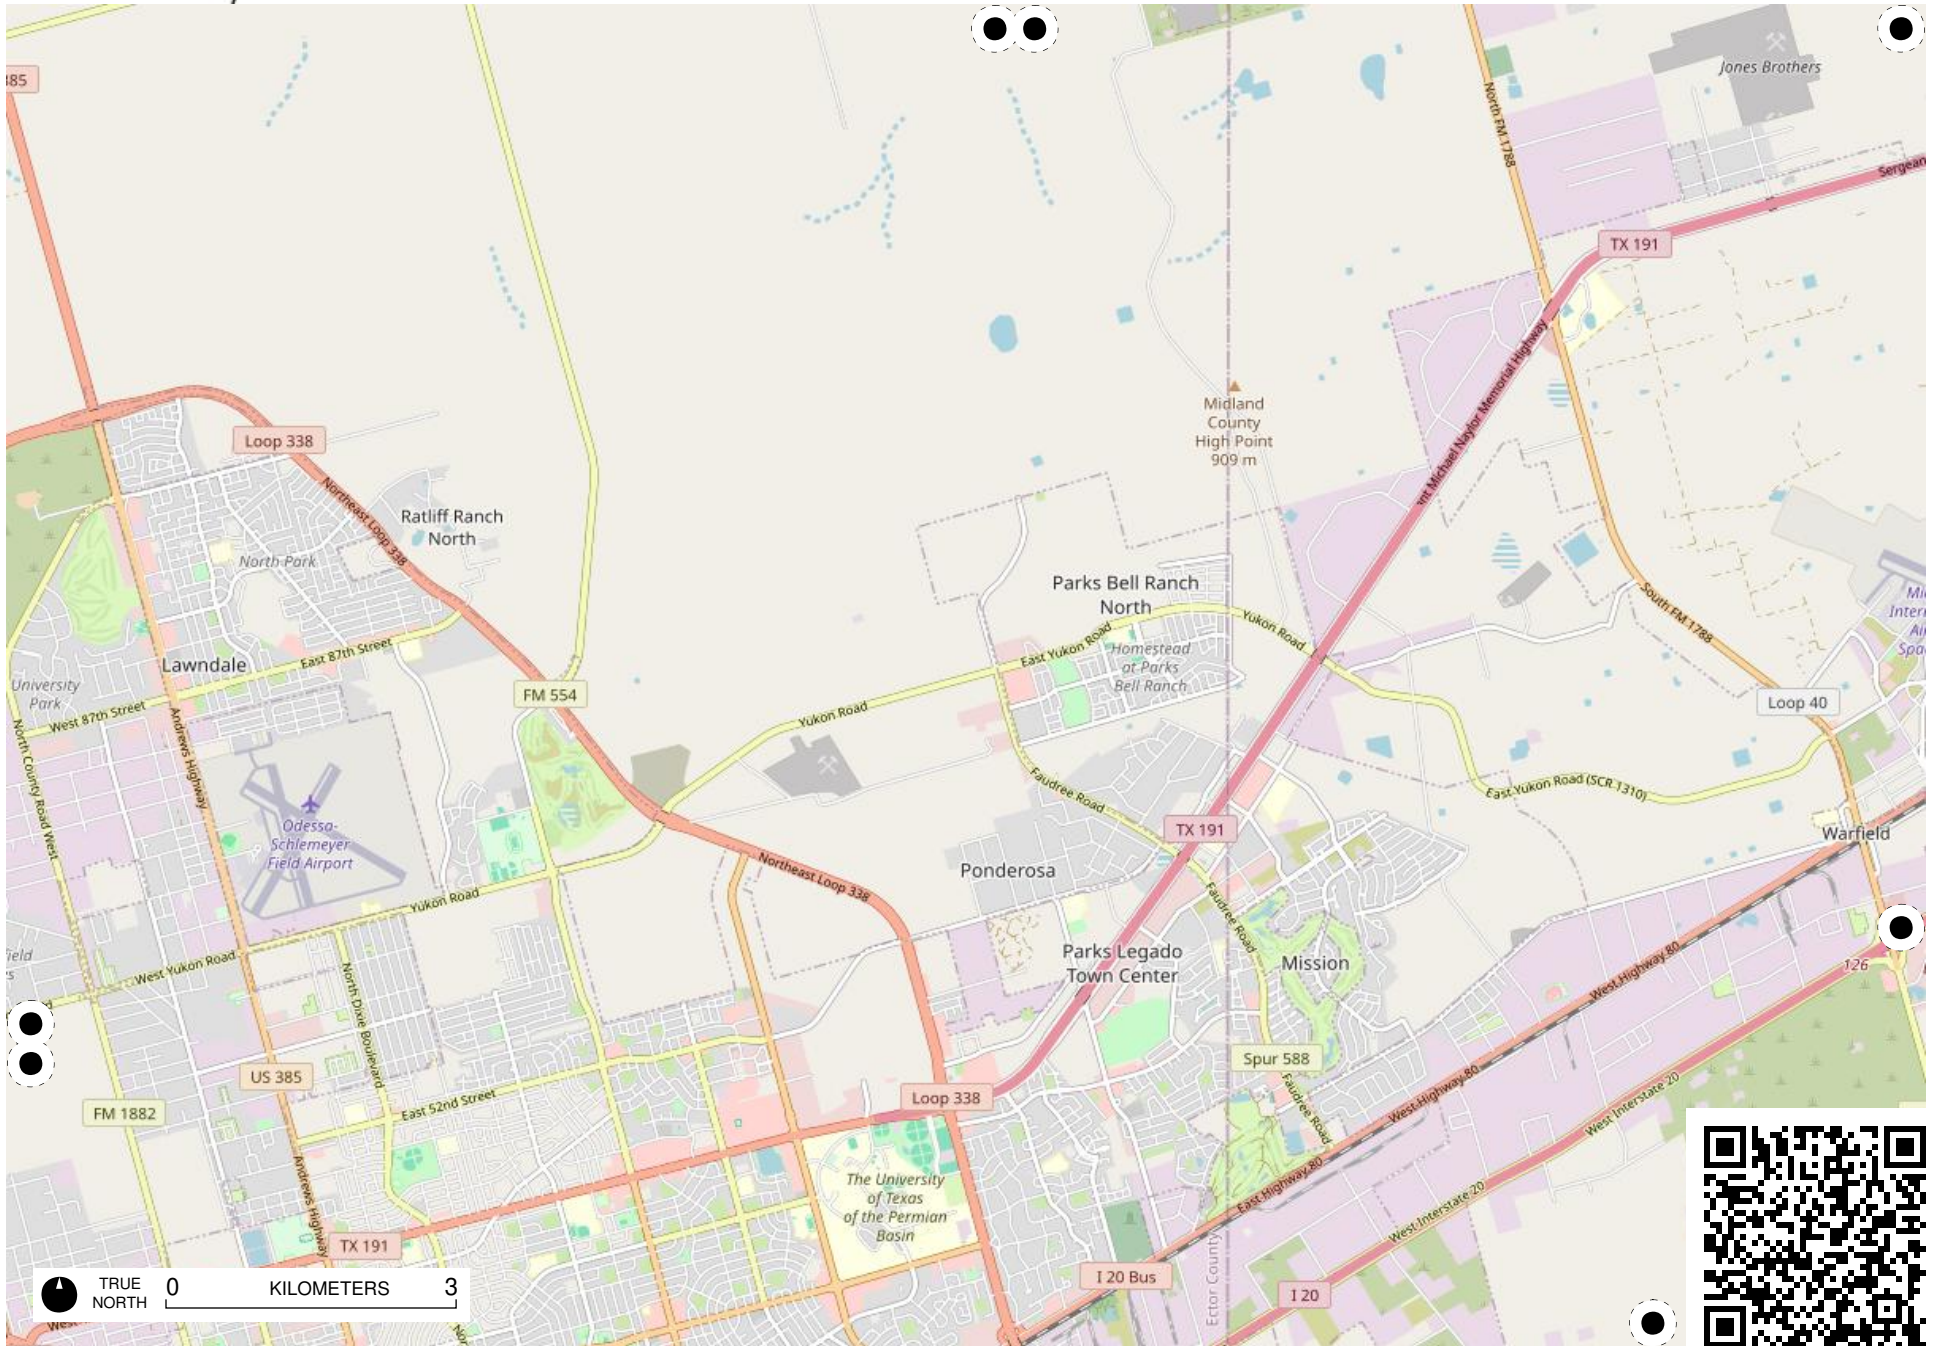 Jones Brothers
North FM 1788
Sergean
TX 191
Midland
County
High Point
909 m
nt Michael Naylor Memorial Highway
Loop 338
Northeast Loop 338
Ratliff Ranch
North
North Park
Parks Bell Ranch
North
East Yukon Road
Yukon Road
Homestead
at Parks
Bell Ranch
South FM 1788
Lawndale
East 87th Street
University
Park
West 87th Street
FM 554
Yukon Road
Loop 40
North County Road West
Andrews Highway
Faudree Road
East Yukon Road (SCR 1310)
Odessa-
Schlemeyer
Field Airport
TX 191
Warfield
Northeast Loop 338
Ponderosa
Yukon Road
Faudree Road
Parks Legado
Town Center
Mission
West Highway 80
126
West Yukon Road
North Dixie Boulevard
US 385
Spur 588
FM 1882
East 52nd Street
Loop 338
Faudree Road
West Highway 80
West Interstate 20
The University
of Texas
of the Permian
Basin
East Highway 80
West Interstate 20
Andrews Highway
TX 191
Ector County
I 20 Bus
I 20
TRUE
NORTH
0 KILOMETERS 3